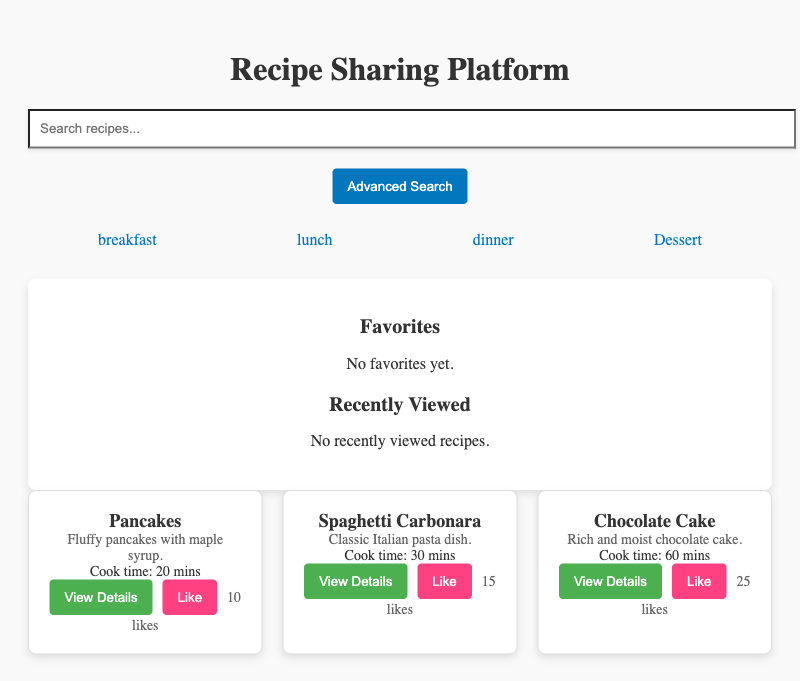 Recipe Sharing Platform
Search recipes...
Advanced Search
breakfast lunch dinner Dessert
Favorites
No favorites yet.
Recently Viewed
No recently viewed recipes.
Pancakes
Fluffy pancakes with maple
syrup.
Cook time: 20 mins
View Details Like 10
likes
Spaghetti Carbonara
Classic Italian pasta dish.
Cook time: 30 mins
View Details Like 15
likes
Chocolate Cake
Rich and moist chocolate cake.
Cook time: 60 mins
View Details Like 25
likes